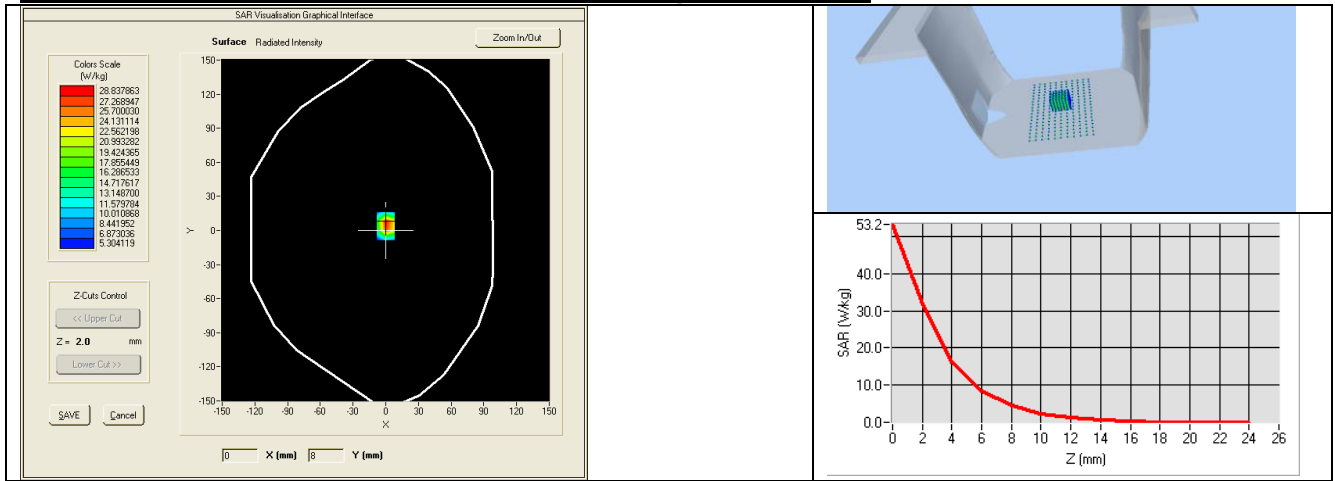 SAR Visualisation Graphical Interface
Surface Radiated Intensity
Zoom In/Out
Colors Scale
(W/kg)
28.837863
27.268947
25.700030
24.131114
22.562198
20.993282
19.424365
17.855449
16.286533
14.717617
13.148700
11.579784
10.010868
8.441952
6.873036
5.304119
Z-Cuts Control
<< Upper Cut
Z = 2.0 mm
Lower Cut >>
SAVE Cancel
150-
120-
90-
60-
30-
0-
-30-
-60-
-90-
-120-
-150-
Y
-150 -120 -90 -60 -30 0 30 60 90 120 150
X
0 X (mm) 8 Y (mm)
53.2-
40.0-
30.0-
20.0-
10.0-
0.0-
SAR (W/kg)
0 2 4 6 8 10 12 14 16 18 20 22 24 26
Z (mm)